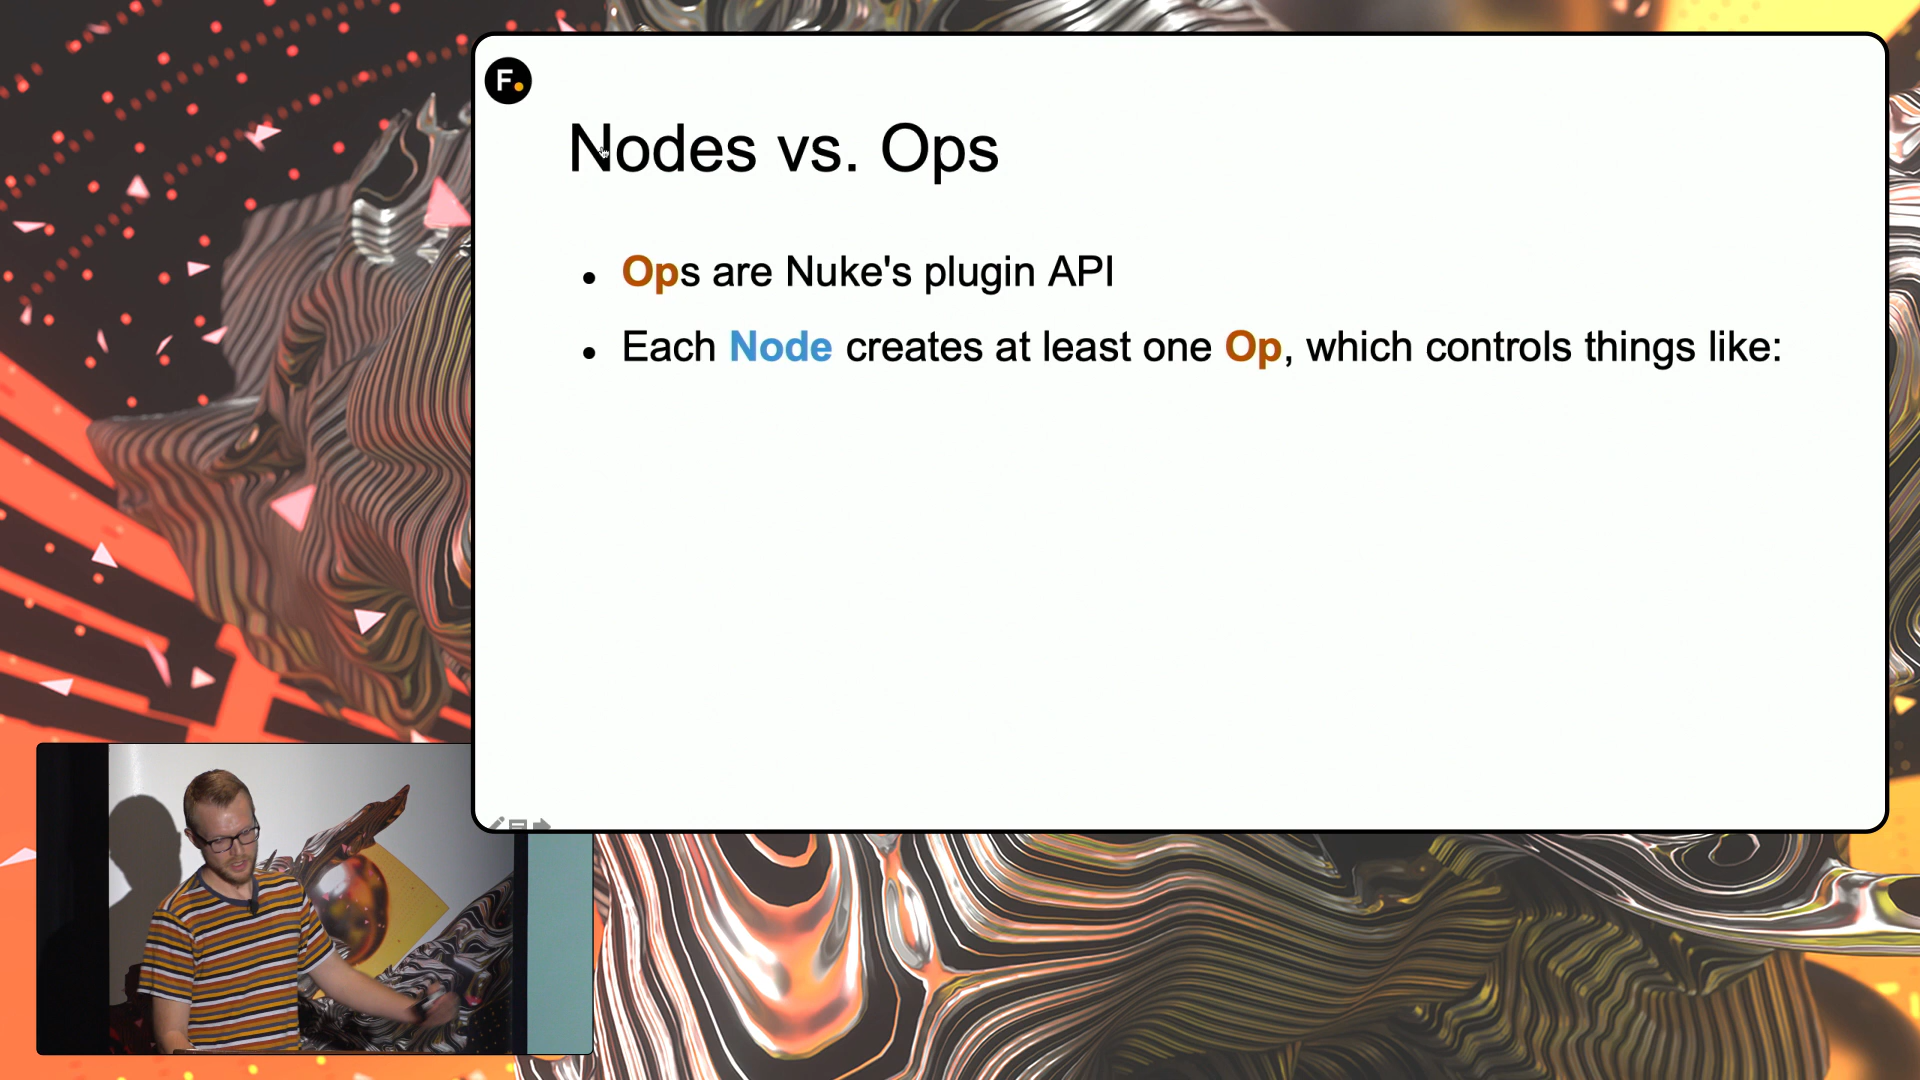 F.
Nodes vs. Ops
Ops are Nuke's plugin API
Each Node creates at least one Op, which controls things like: